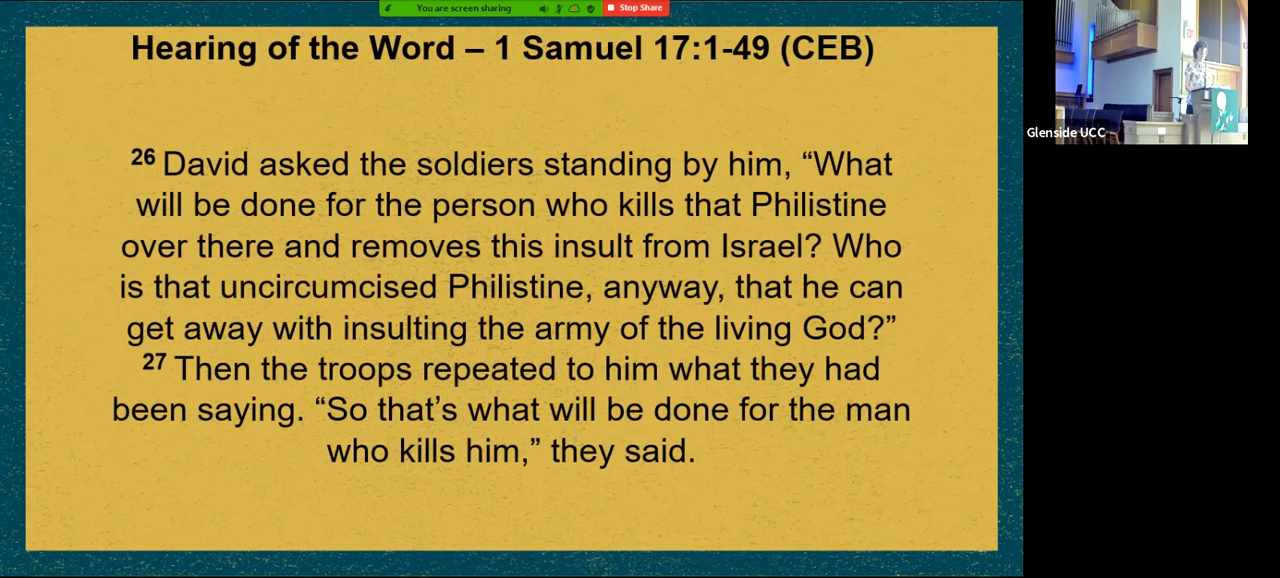 You are screen sharing
Stop Share
Hearing of the Word – 1 Samuel 17:1-49 (CEB)
Glenside UCC
26 David asked the soldiers standing by him, “What
will be done for the person who kills that Philistine
over there and removes this insult from Israel? Who
is that uncircumcised Philistine, anyway, that he can
get away with insulting the army of the living God?”
27 Then the troops repeated to him what they had
been saying. “So that’s what will be done for the man
who kills him,” they said.